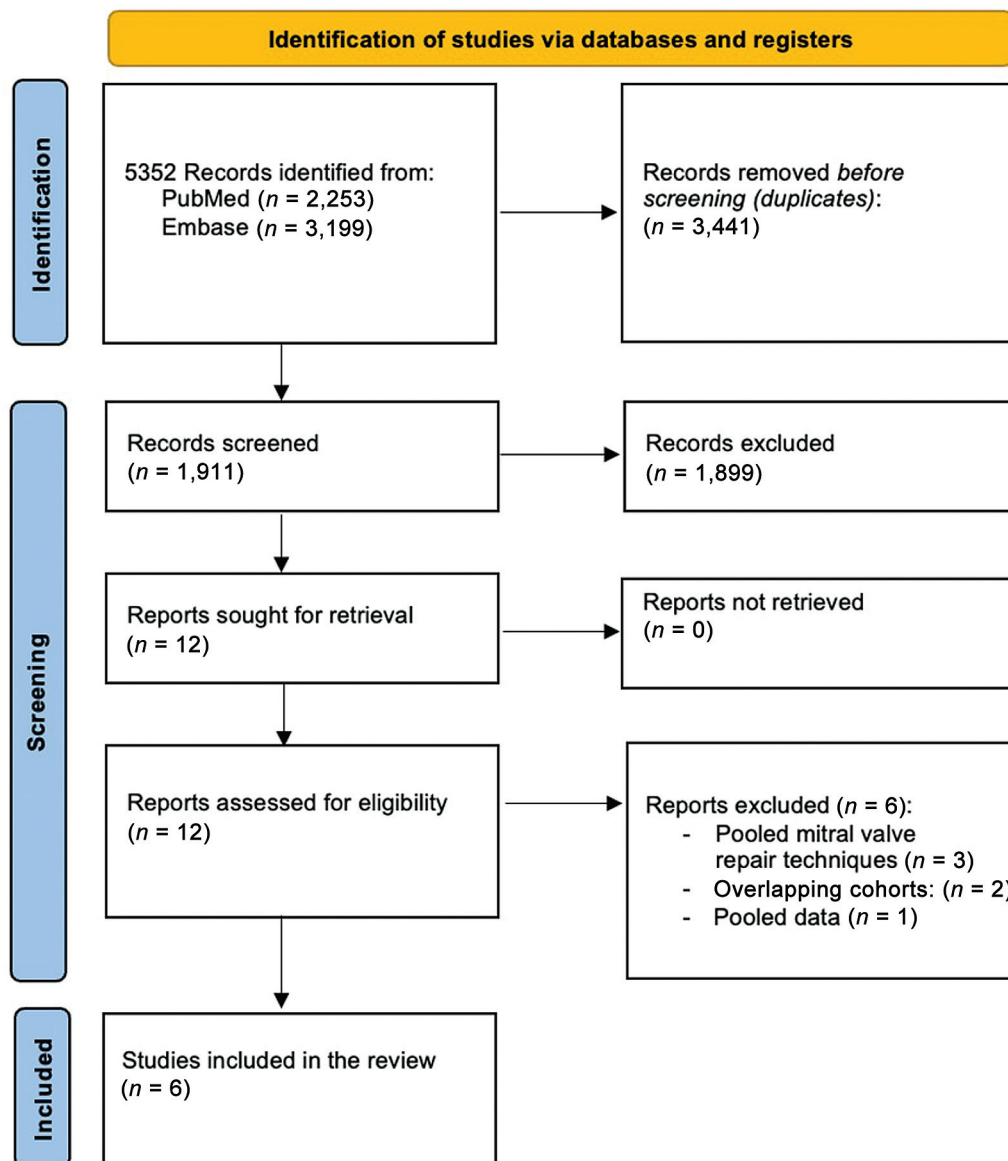 Identification of studies via databases and registers
Identification
5352 Records identified from:
PubMed (n = 2,253)
Embase (n = 3,199)
Records removed before
screening (duplicates):
(n = 3,441)
Screening
Records screened
(n = 1,911)
Records excluded
(n = 1,899)
Reports sought for retrieval
(n = 12)
Reports not retrieved
(n = 0)
Reports assessed for eligibility
(n = 12)
Reports excluded (n = 6):
- Pooled mitral valve
repair techniques (n = 3)
- Overlapping cohorts: (n = 2)
- Pooled data (n = 1)
Included
Studies included in the review
(n = 6)